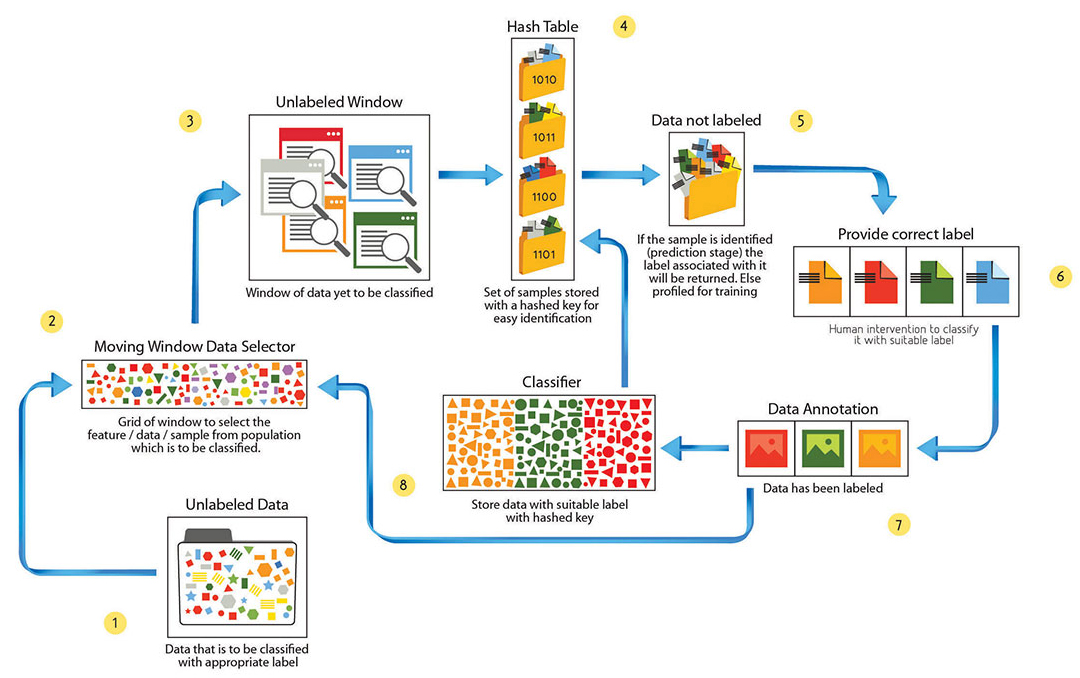 Hash Table
4
1010
1011
1100
1101
Set of samples stored
with a hashed key for
easy identification
3
Unlabeled Window
Window of data yet to be classified
Data not labeled
5
If the sample is identified
(prediction stage) the
label associated with it
will be returned. Else
profiled for training
Provide correct label
6
Human intervention to classify
it with suitable label
2
Moving Window Data Selector
Grid of window to select the
feature / data / sample from population
which is to be classified.
Classifier
Store data with suitable label
with hashed key
Data Annotation
Data has been labeled
7
8
Unlabeled Data
1
Data that is to be classified
with appropriate label